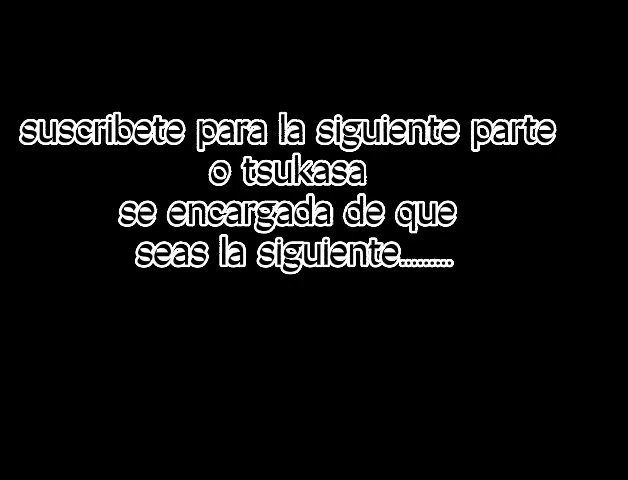 suscribete para la siguiente parte
o tsukasa
se encargada de que
seas la siguiente.........